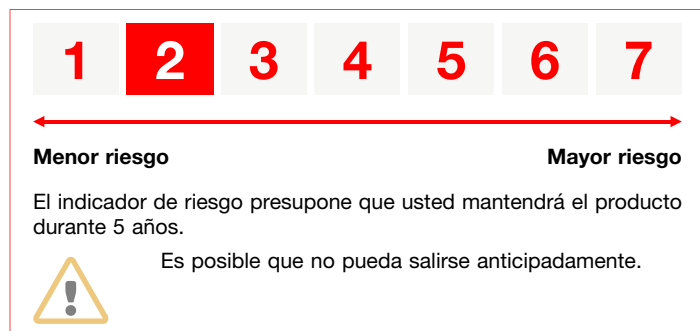 1 2 3 4 5 6 7
Menor riesgo Mayor riesgo
El indicador de riesgo presupone que usted mantendrá el producto
durante 5 años.
Es posible que no pueda salirse anticipadamente.
!